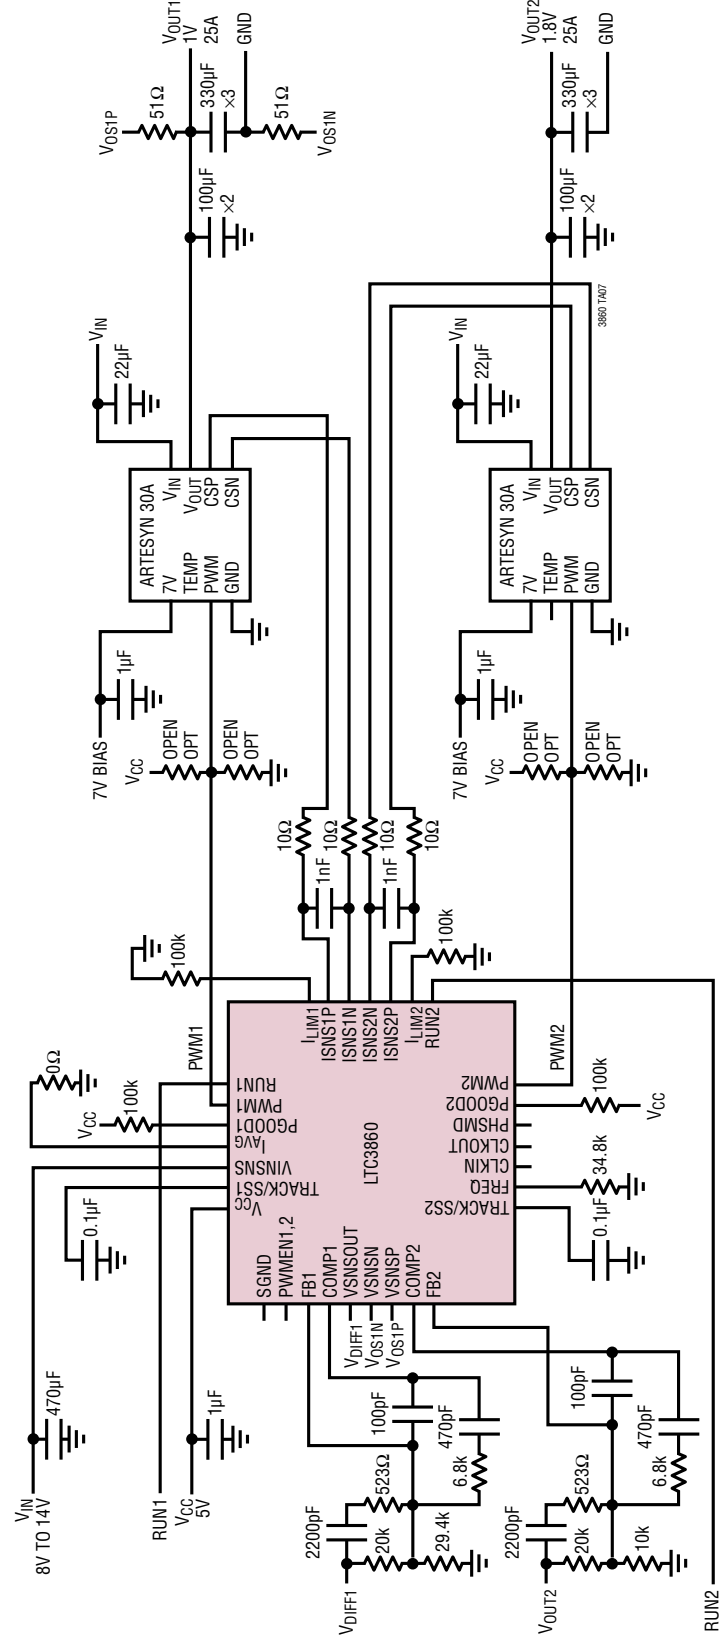 VIN
8V TO 14V
470µF
RUN1
VCC
5V
1µF
0.1µF
VCC
100k
0Ω
PWM1
VCC
TRACK/SS1
VINSNS
IAVG
PGOOD1
PWM1
RUN1
SGND
PWMEN1,2
FB1
COMP1
VSNSOUT
VSNSN
VSNSP
COMP2
FB2
LTC3860
ILIM1
ISNS1P
ISNS1N
ISNS2N
ISNS2P
ILIM2
RUN2
TRACK/SS2
FREQ
CLKIN
CLKOUT
PHSMD
PGOOD2
PWM2
VDIFF1
VOS1N
VOS1P
VDIFF1
2200pF
20k
523Ω
29.4k
100pF
470pF
6.8k
VOUT2
2200pF
20k
523Ω
10k
100pF
470pF
6.8k
RUN2
0.1µF
34.8k
100k
VCC
PWM2
100k
100k
10Ω
1nF
10Ω
10Ω
1nF
10Ω
7V BIAS
1µF
VCC
OPEN
OPT
OPEN
OPT
ARTESYN 30A
7V
TEMP
PWM
GND
VIN
VOUT
CSP
CSN
VIN
22µF
100µF
×2
VOS1P
51Ω
330µF
×3
51Ω
VOS1N
VOUT1
1V
25A
GND
7V BIAS
1µF
VCC
OPEN
OPT
OPEN
OPT
ARTESYN 30A
7V
TEMP
PWM
GND
VIN
VOUT
CSP
CSN
VIN
22µF
100µF
×2
330µF
×3
VOUT2
1.8V
25A
GND
3860 TA07